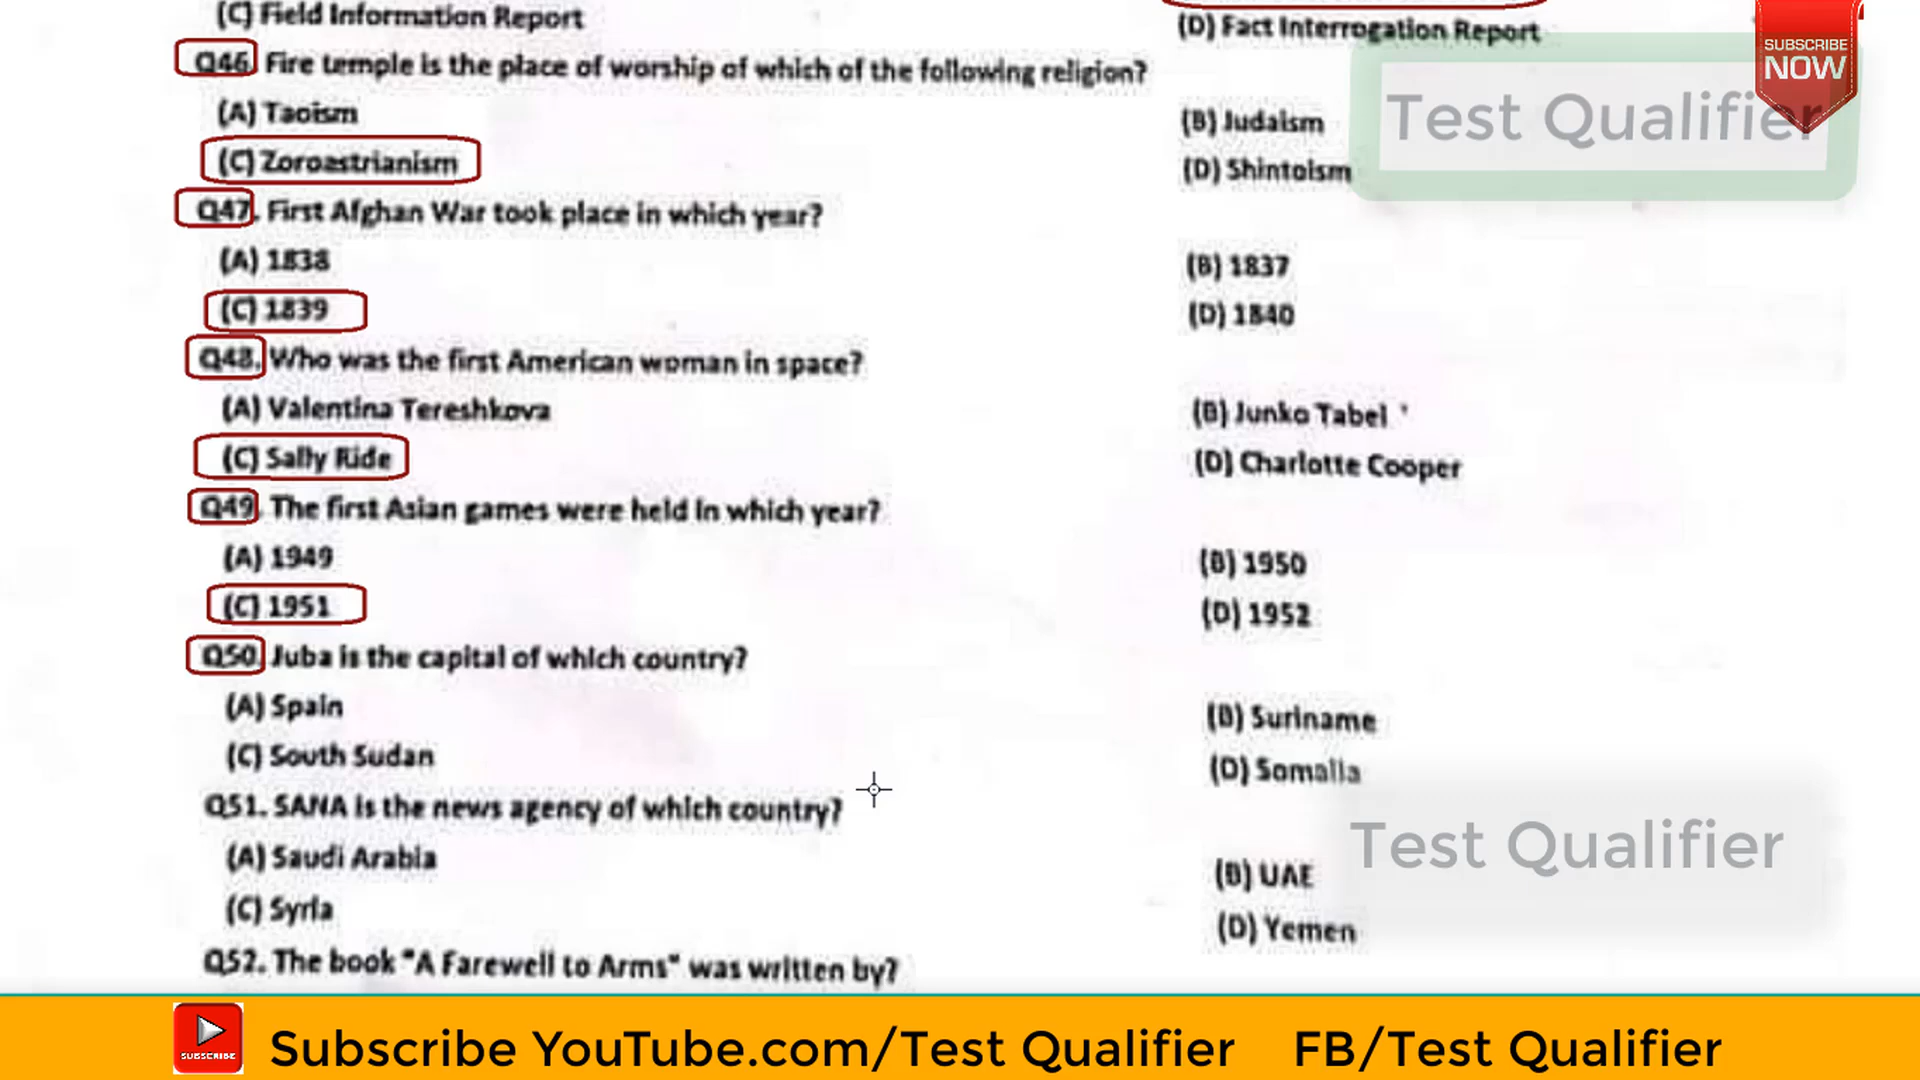 (C) Field Information Report
(D) Fact Interrogation Report
Q46. Fire temple is the place of worship of which of the following religion?
(A) Taoism
(B) Judaism
(C) Zoroastrianism
(D) Shintoism
Q47. First Afghan War took place in which year?
(A) 1838
(B) 1837
(C) 1839
(D) 1840
Q48. Who was the first American woman in space?
(A) Valentina Tereshkova
(B) Junko Tabei
(C) Sally Ride
(D) Charlotte Cooper
Q49. The first Asian games were held in which year?
(A) 1949
(B) 1950
(C) 1951
(D) 1952
Q50. Juba is the capital of which country?
(A) Spain
(B) Suriname
(C) South Sudan
(D) Somalia
Q51. SANA is the news agency of which country?
(A) Saudi Arabia
(B) UAE
(C) Syria
(D) Yemen
Q52. The book "A Farewell to Arms" was written by?
SUBSCRIBE
NOW
Test Qualifier
Test Qualifier
SUBSCRIBE
Subscribe YouTube.com/Test Qualifier FB/Test Qualifier